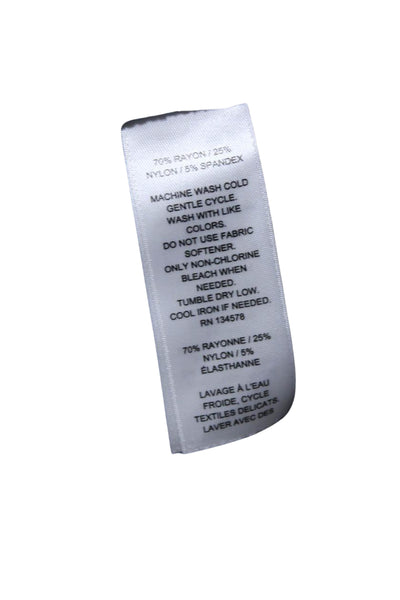 70% RAYON / 25%
NYLON / 5% SPANDEX
MACHINE WASH COLD
GENTLE CYCLE.
WASH WITH LIKE
COLORS.
DO NOT USE FABRIC
SOFTENER.
ONLY NON-CHLORINE
BLEACH WHEN
NEEDED.
TUMBLE DRY LOW.
COOL IRON IF NEEDED.
RN 134578
70% RAYONNE / 25%
NYLON / 5%
ÉLASTHANNE
LAVAGE À L'EAU
FROIDE, CYCLE
TEXTILES DÉLICATS.
LAVER AVEC DES